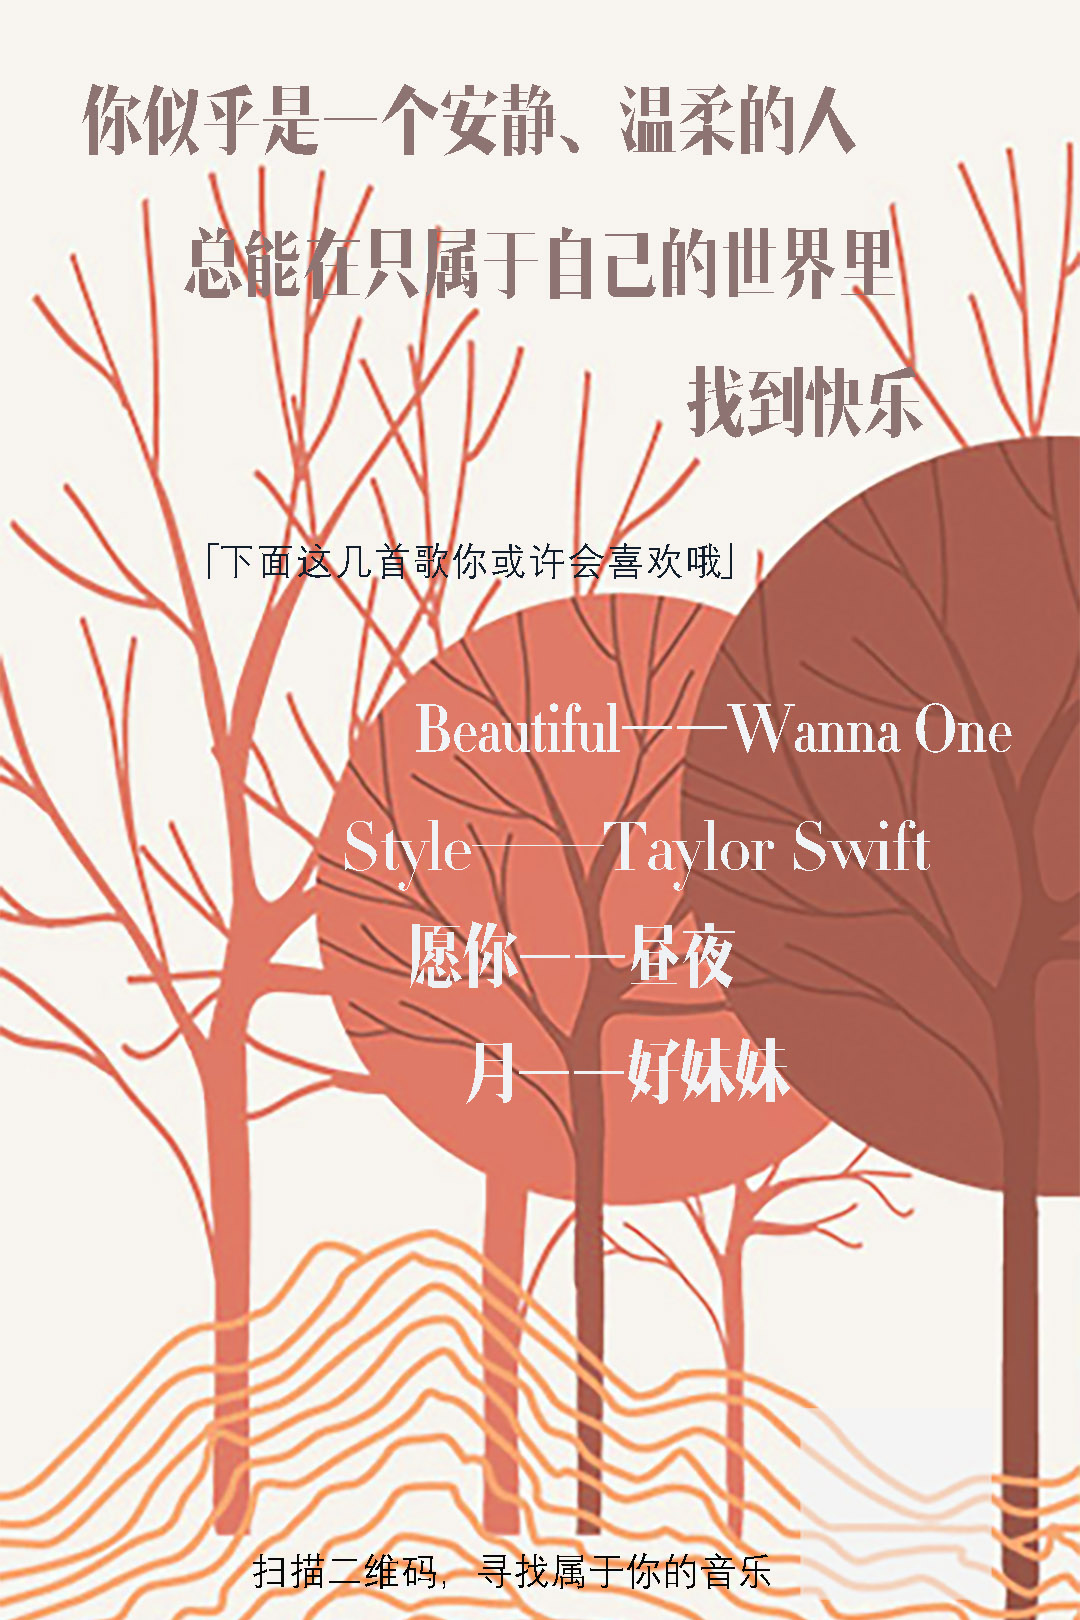 你似乎是一个安静、温柔的人
总能在只属于自己的世界里
找到快乐
「下面这几首歌你或许会喜欢哦」
Beautiful——Wanna One
Style——Taylor Swift
愿你——昼夜
月——好妹妹
扫描二维码，寻找属于你的音乐